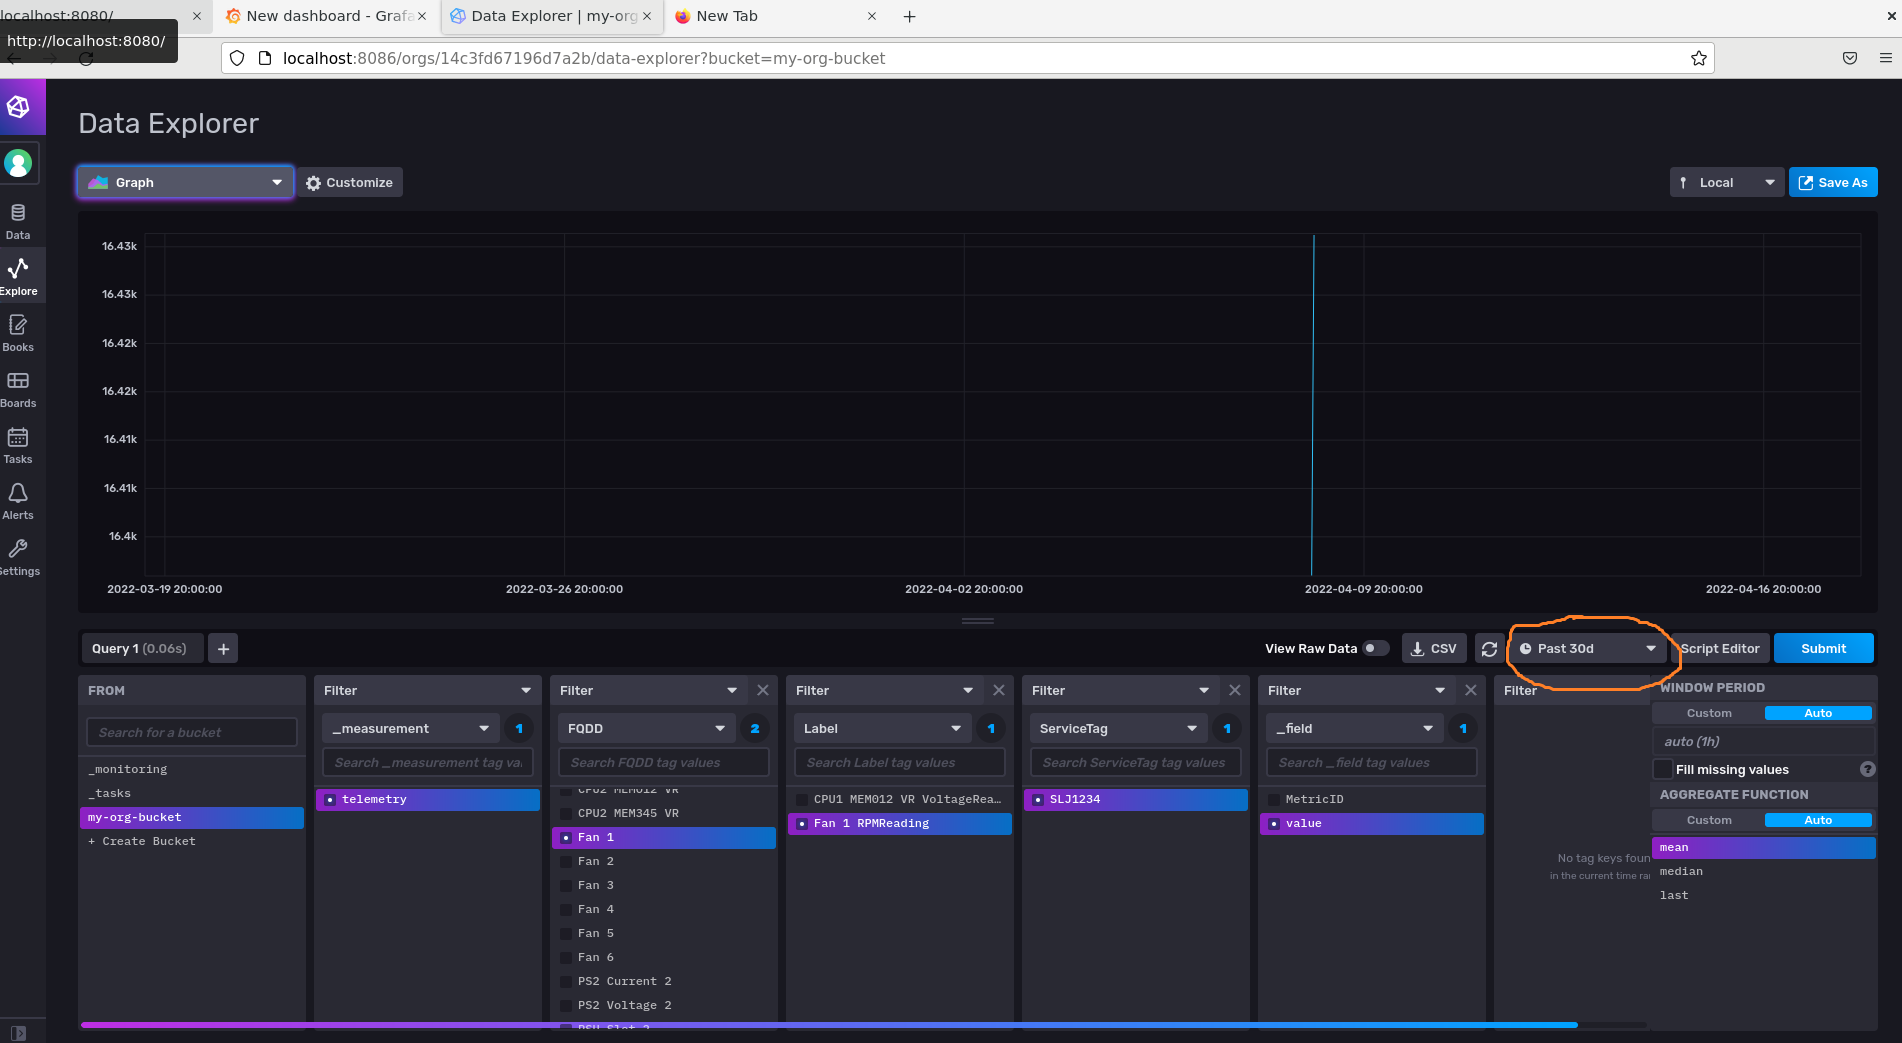 localhost:8080/
New dashboard - Grafa
Data Explorer | my-org
New Tab
http://localhost:8080/
localhost:8086/orgs/14c3fd67196d7a2b/data-explorer?bucket=my-org-bucket
Data Explorer
Graph
Customize
Local
Save As
Data
Explore
Books
Boards
Tasks
Alerts
Settings
16.43k
16.43k
16.42k
16.42k
16.41k
16.41k
16.4k
2022-03-19 20:00:00
2022-03-26 20:00:00
2022-04-02 20:00:00
2022-04-09 20:00:00
2022-04-16 20:00:00
Query 1 (0.06s)
View Raw Data
CSV
Past 30d
Script Editor
Submit
FROM
Search for a bucket
_monitoring
_tasks
my-org-bucket
+ Create Bucket
Filter
_measurement
1
Search _measurement tag va
telemetry
Filter
FQDD
2
Search FQDD tag values
CPU2 MEM012 VR
CPU2 MEM345 VR
Fan 1
Fan 2
Fan 3
Fan 4
Fan 5
Fan 6
PS2 Current 2
PS2 Voltage 2
PSU Slot 2
Filter
Label
1
Search Label tag values
CPU1 MEM012 VR VoltageRea…
Fan 1 RPMReading
Filter
ServiceTag
1
Search ServiceTag tag values
SLJ1234
Filter
_field
1
Search _field tag values
MetricID
value
Filter
No tag keys foun
in the current time ra
WINDOW PERIOD
Custom
Auto
auto (1h)
Fill missing values
?
AGGREGATE FUNCTION
Custom
Auto
mean
median
last